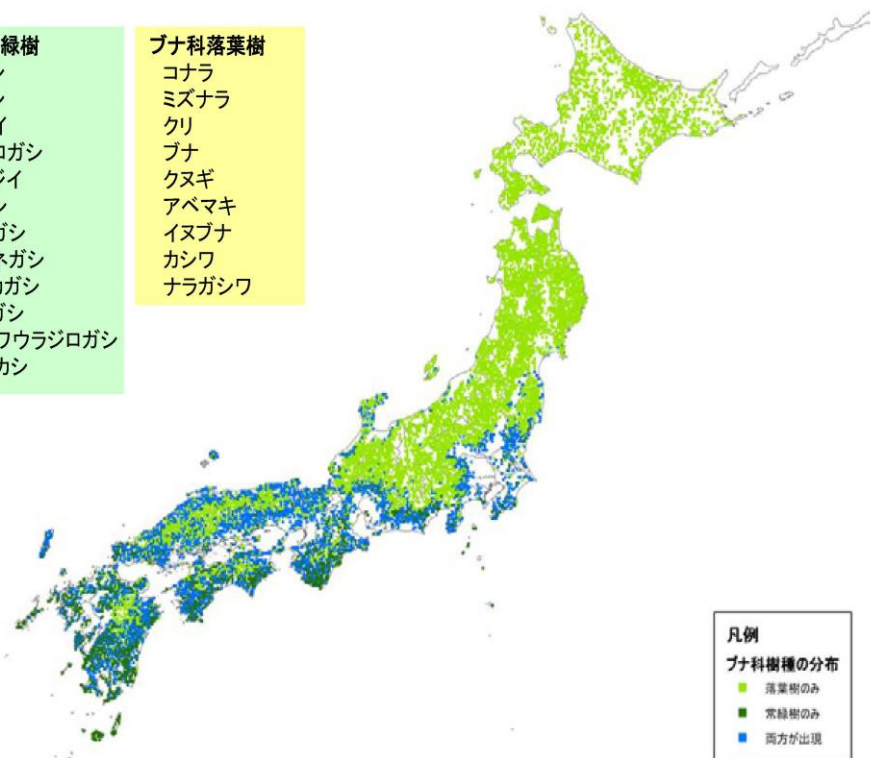 緑樹
ン
ン
イ
ロガシ
ジイ
ン
ガシ
ネガシ
カガシ
ガシ
フウラジロガシ
カシ
ブナ科落葉樹
コナラ
ミズナラ
クリ
ブナ
クヌギ
アベマキ
イヌブナ
カシワ
ナラガシワ
凡例
ブナ科樹種の分布
落葉樹のみ
常緑樹のみ
両方が出現